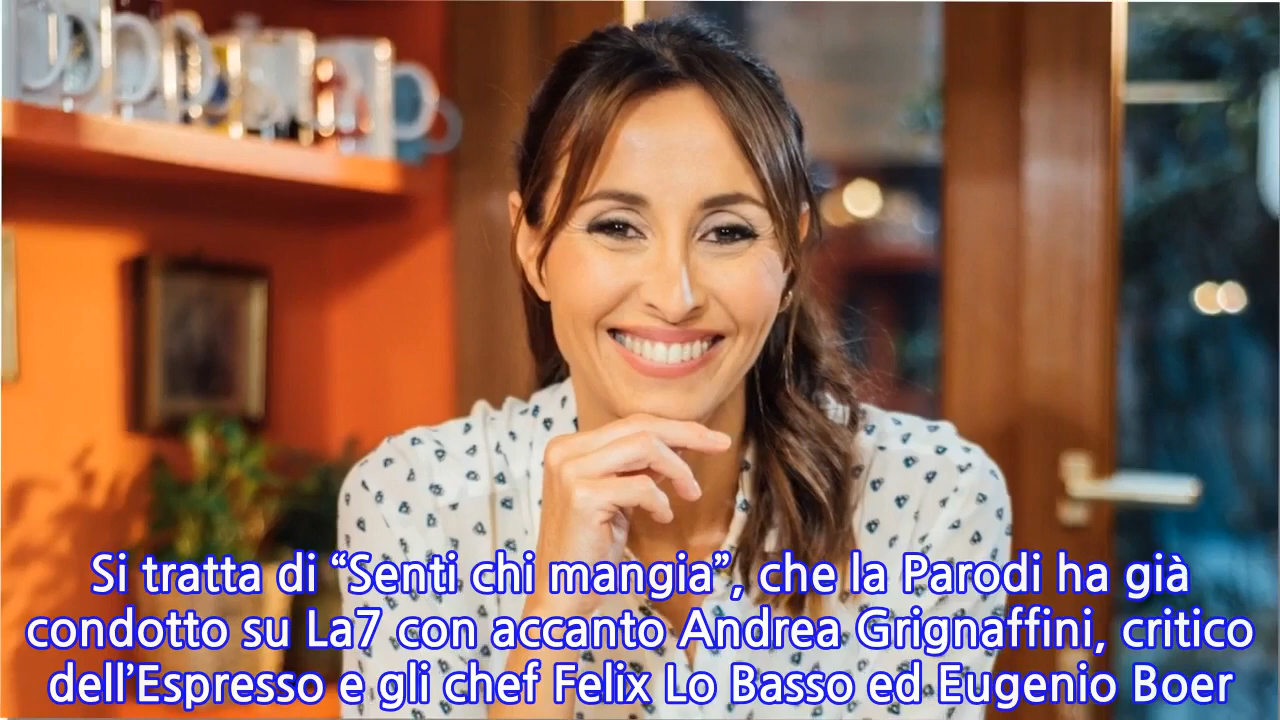 Si tratta di “Senti chi mangia”, che la Parodi ha già
condotto su La7 con accanto Andrea Grignaffini, critico
dell’Espresso e gli chef Felix Lo Basso ed Eugenio Boer